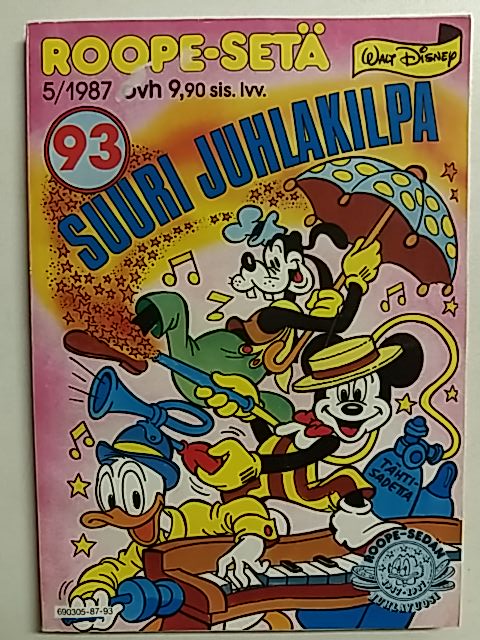 ROOPE-SETÄ
WALT DISNEY
5/1987 ovh 9,90 sis. lvv.
93
SUURI JUHLAKILPA
TÄHTI-
SADETTA
ROOPE-SEDÄN
JUHLAVUOSI
690305-87-93